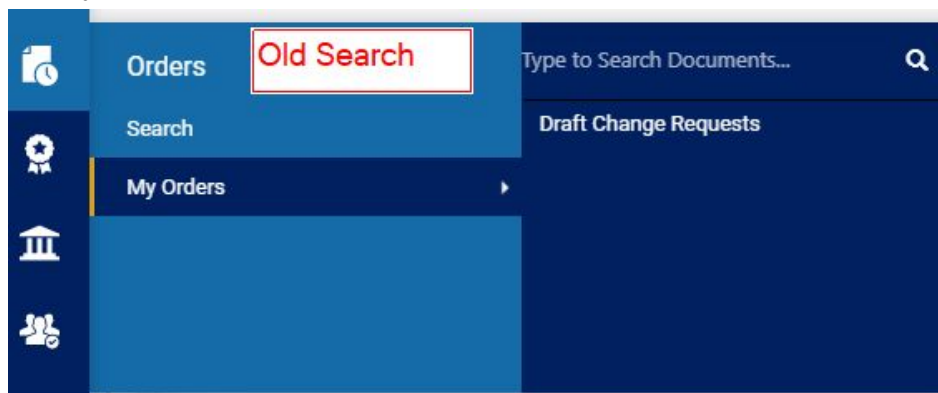 Orders
Old Search
Type to Search Documents...
Search
Draft Change Requests
My Orders